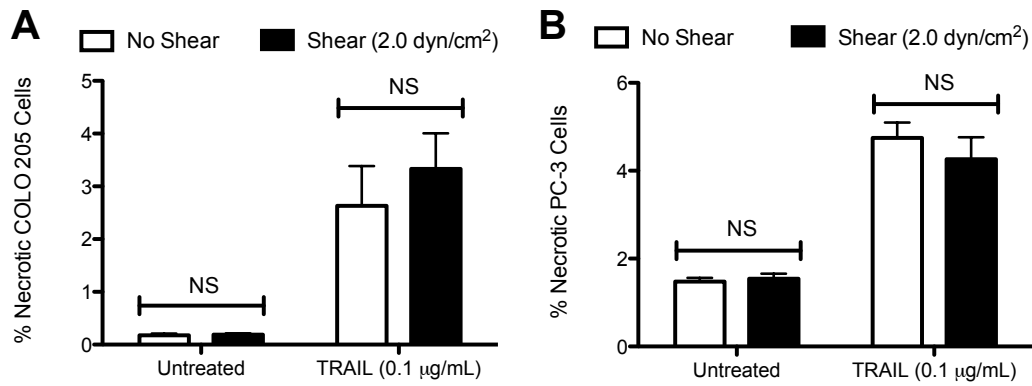 A
No Shear
Shear (2.0 dyn/cm²)
% Necrotic COLO 205 Cells
5
4
3
2
1
0
NS
NS
Untreated
TRAIL (0.1 µg/mL)
B
No Shear
Shear (2.0 dyn/cm²)
% Necrotic PC-3 Cells
6
4
2
0
NS
NS
Untreated
TRAIL (0.1 µg/mL)